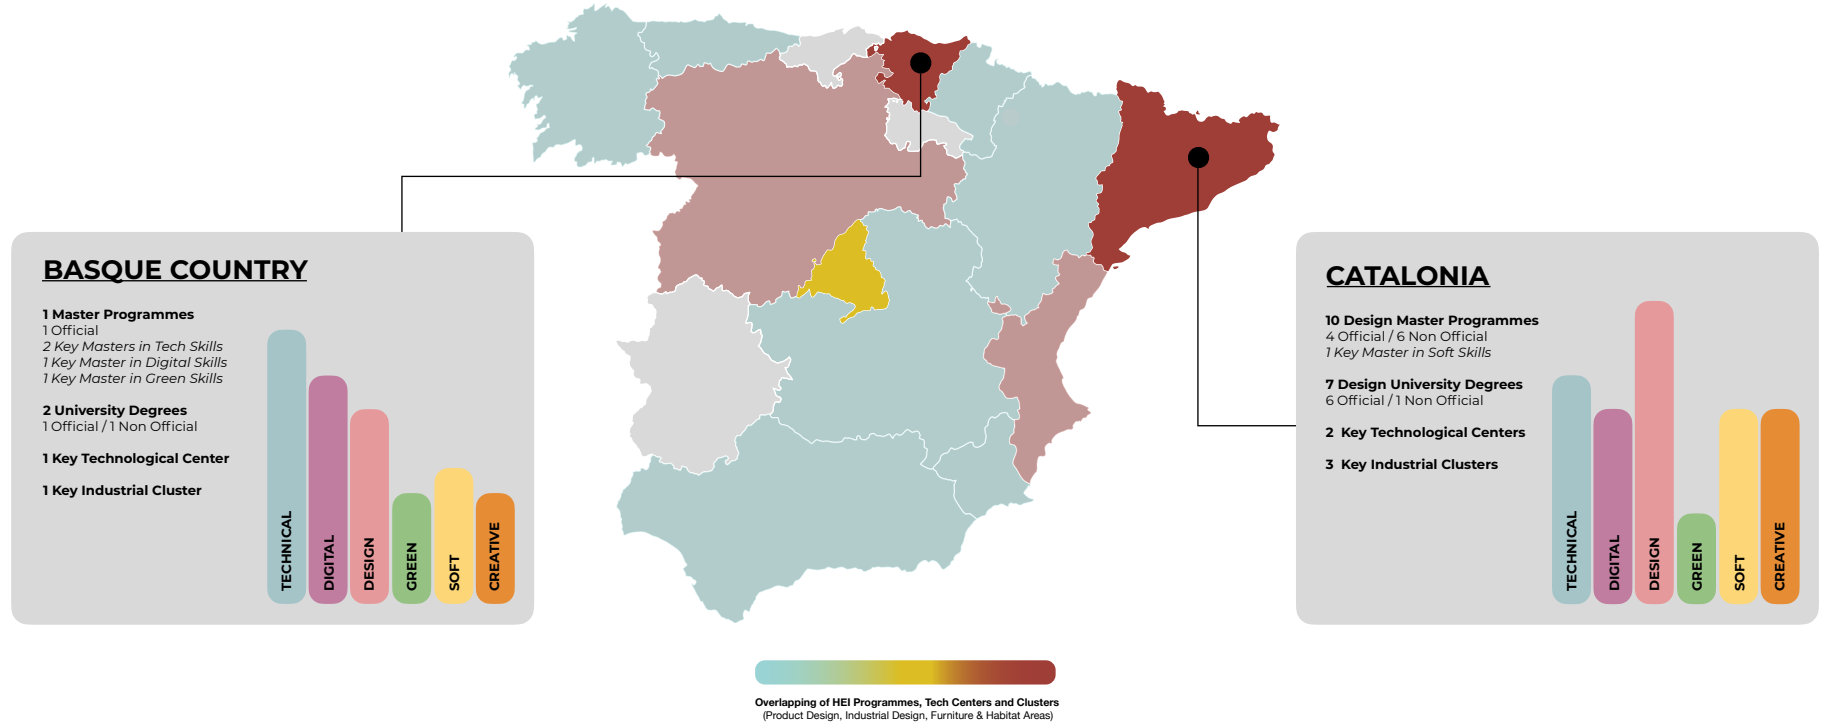 BASQUE COUNTRY
1 Master Programmes
1 Official
2 Key Masters in Tech Skills
1 Key Master in Digital Skills
1 Key Master in Green Skills
2 University Degrees
1 Official / 1 Non Official
1 Key Technological Center
1 Key Industrial Cluster
TECHNICAL
DIGITAL
DESIGN
GREEN
SOFT
CREATIVE
CATALONIA
10 Design Master Programmes
4 Official / 6 Non Official
1 Key Master in Soft Skills
7 Design University Degrees
6 Official / 1 Non Official
2 Key Technological Centers
3 Key Industrial Clusters
TECHNICAL
DIGITAL
DESIGN
GREEN
SOFT
CREATIVE
Overlapping of HEI Programmes, Tech Centers and Clusters
(Product Design, Industrial Design, Furniture & Habitat Areas)